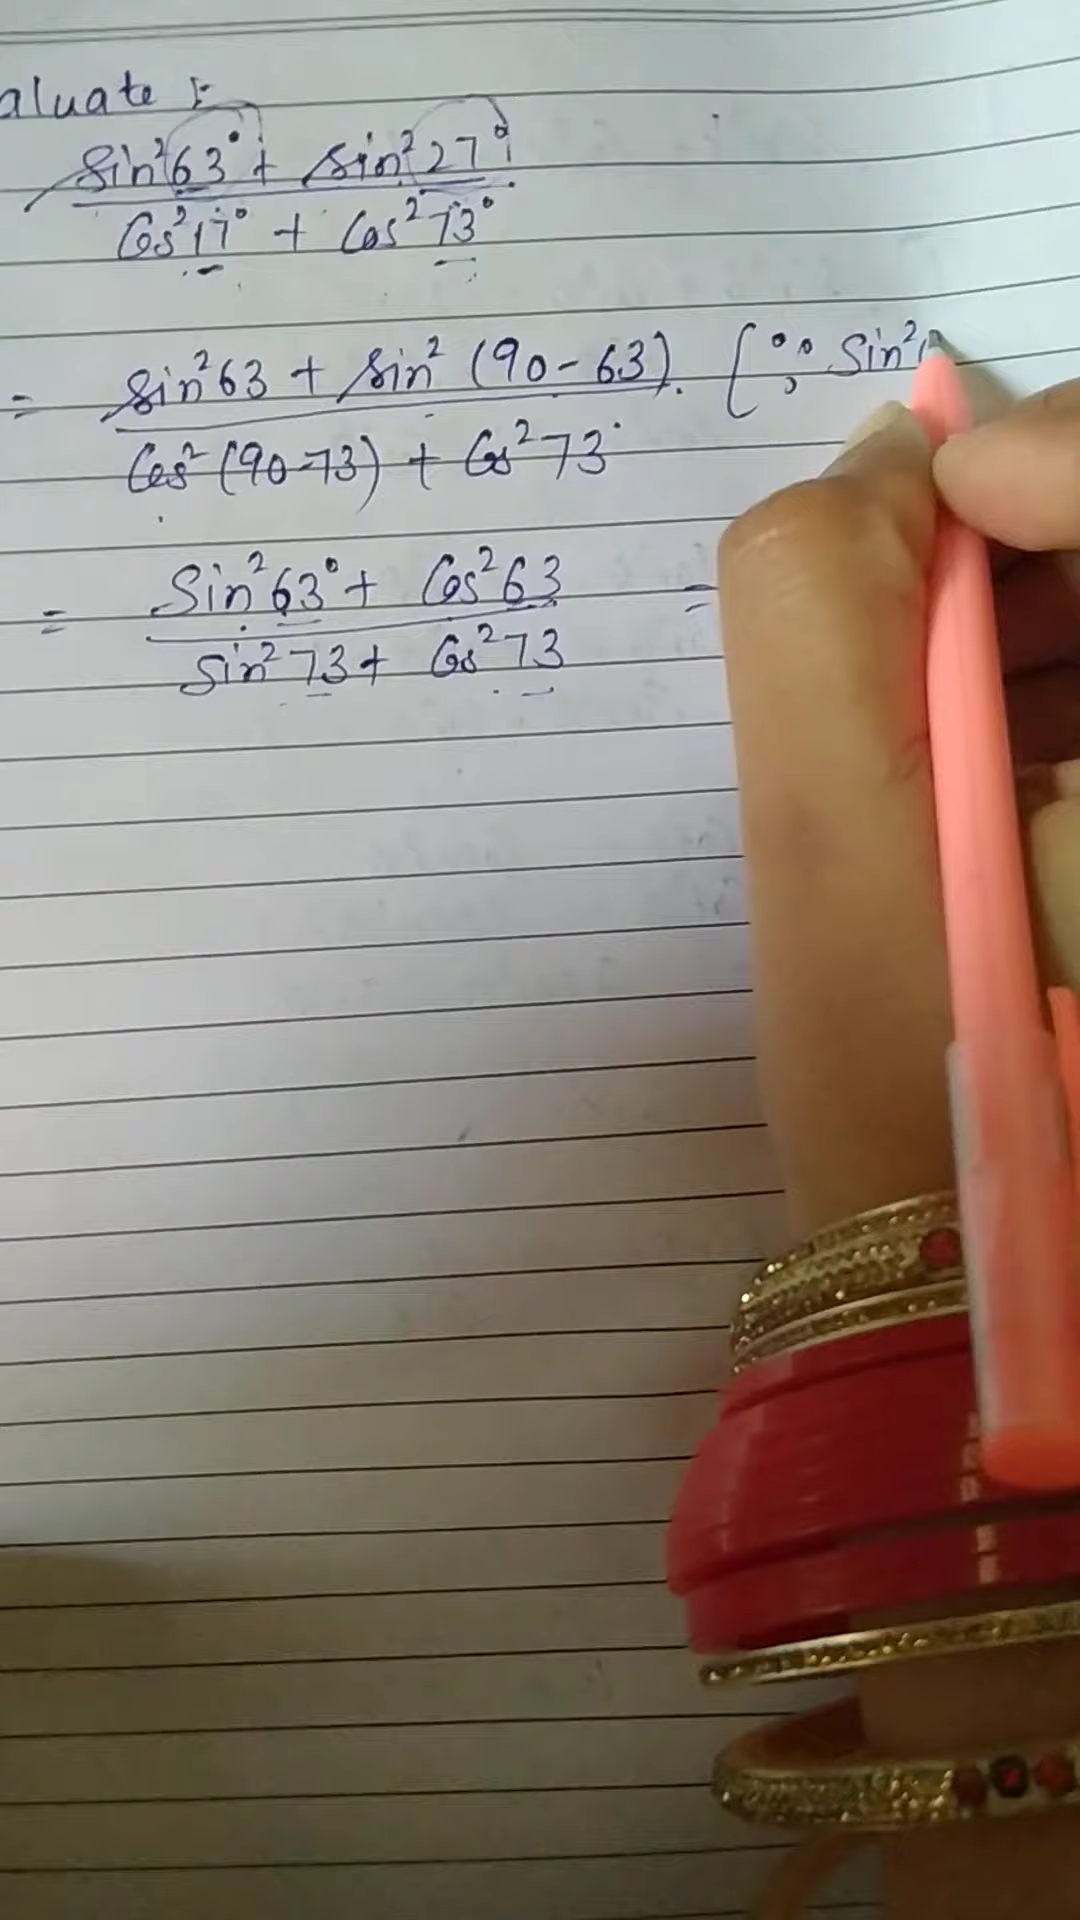 aluate :-
sin²63° + sin²27°
Cos²17° + Cos²73°
= sin²63 + sin² (90-63). [∵ Sin²(
Cos² (90-73) + Cos²73°
= Sin²63° + Cos²63 =
Sin²73 + Cos²73